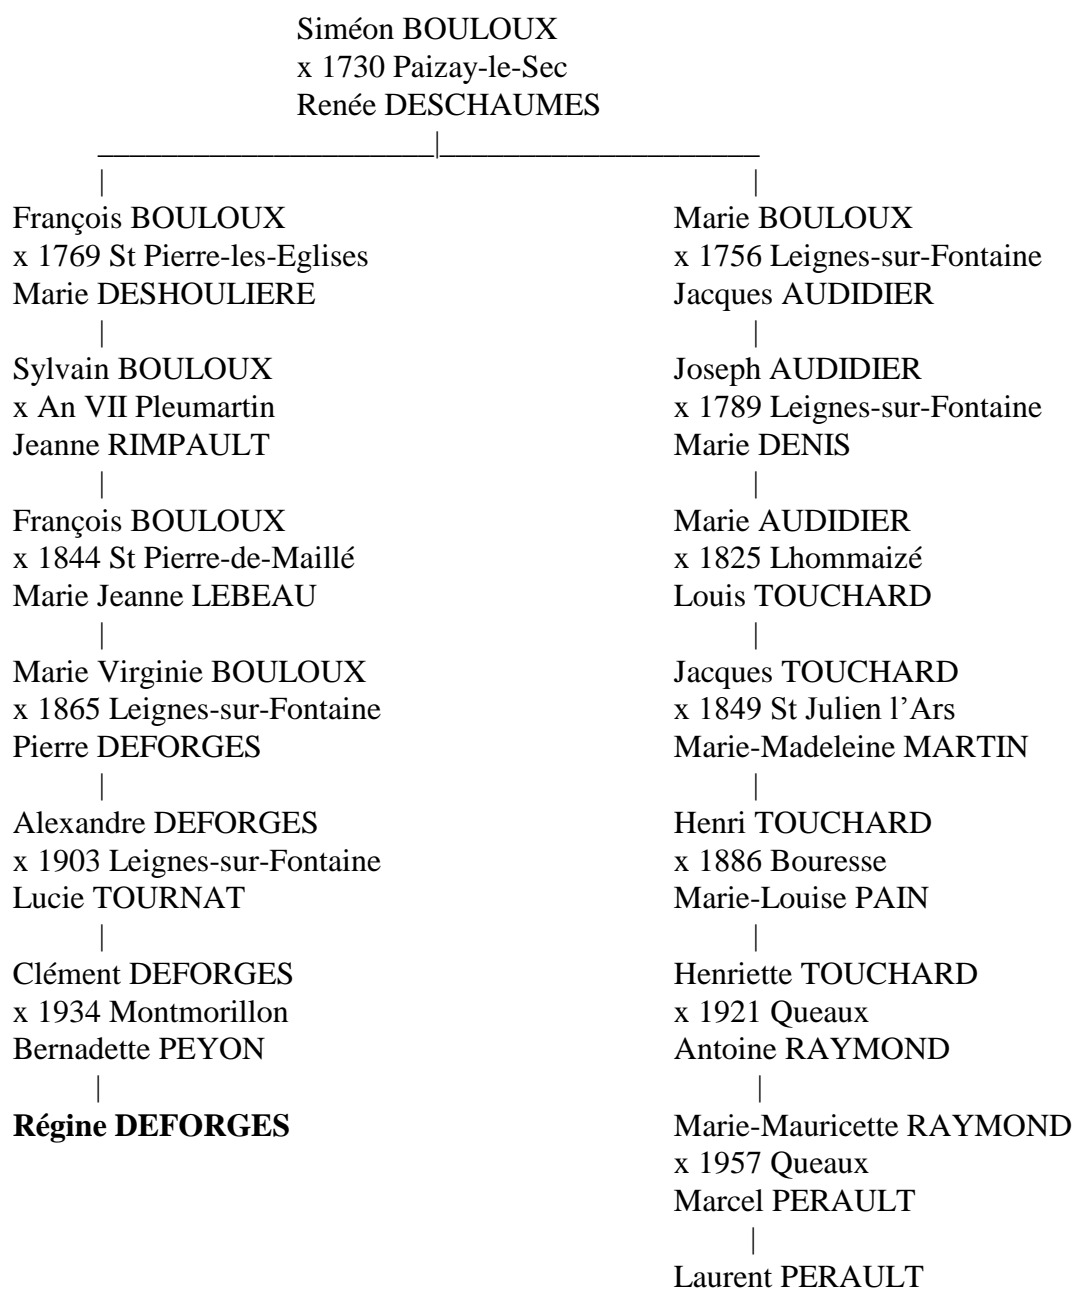 Siméon BOULOUX
x 1730 Paizay-le-Sec
Renée DESCHAUMES
François BOULOUX
x 1769 St Pierre-les-Eglises
Marie DESHOULIERE
Sylvain BOULOUX
x An VII Pleumartin
Jeanne RIMPAULT
François BOULOUX
x 1844 St Pierre-de-Maillé
Marie Jeanne LEBEAU
Marie Virginie BOULOUX
x 1865 Leignes-sur-Fontaine
Pierre DEFORGES
Alexandre DEFORGES
x 1903 Leignes-sur-Fontaine
Lucie TOURNAT
Clément DEFORGES
x 1934 Montmorillon
Bernadette PEYON
Régine DEFORGES
Marie BOULOUX
x 1756 Leignes-sur-Fontaine
Jacques AUDIDIER
Joseph AUDIDIER
x 1789 Leignes-sur-Fontaine
Marie DENIS
Marie AUDIDIER
x 1825 Lhommaizé
Louis TOUCHARD
Jacques TOUCHARD
x 1849 St Julien l’Ars
Marie-Madeleine MARTIN
Henri TOUCHARD
x 1886 Bouresse
Marie-Louise PAIN
Henriette TOUCHARD
x 1921 Queaux
Antoine RAYMOND
Marie-Mauricette RAYMOND
x 1957 Queaux
Marcel PERAULT
Laurent PERAULT